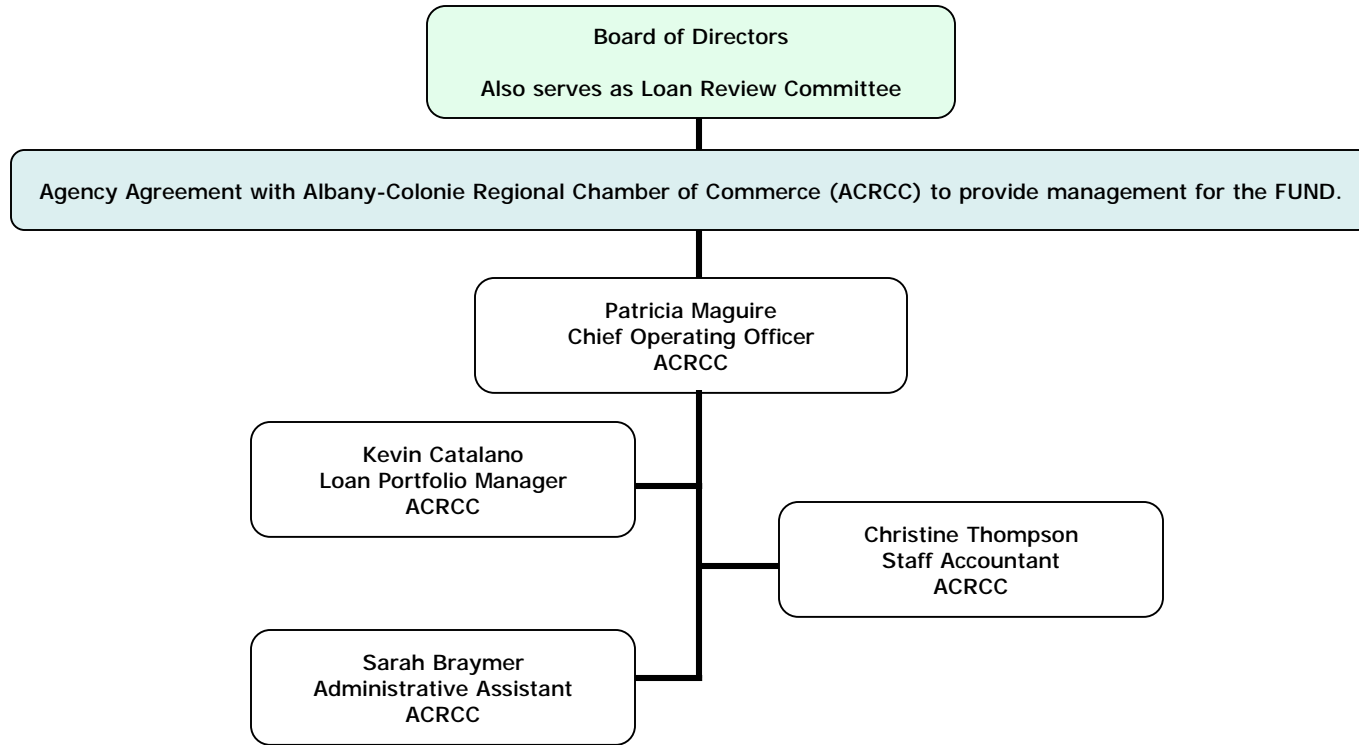 Board of Directors
Also serves as Loan Review Committee
Agency Agreement with Albany-Colonie Regional Chamber of Commerce (ACRCC) to provide management for the FUND.
Patricia Maguire
Chief Operating Officer
ACRCC
Kevin Catalano
Loan Portfolio Manager
ACRCC
Christine Thompson
Staff Accountant
ACRCC
Sarah Braymer
Administrative Assistant
ACRCC